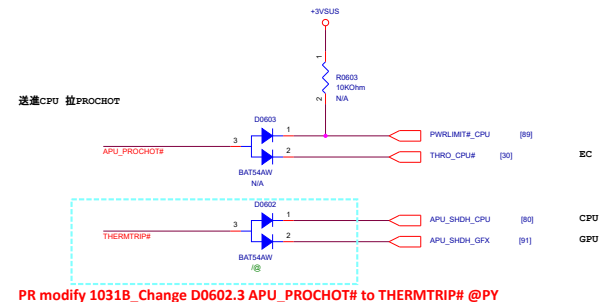 +3VSUS
1
R0603
10KOhm
2
N/A
送進CPU 拉PROCHOT
D0603
3
1
PWRLIMIT#_CPU [89]
APU_PROCHOT#
2
THRO_CPU# [30] EC
BAT54AW
N/A
D0602
3
1
APU_SHDH_CPU [80] CPU
THERMTRIP#
2
APU_SHDH_GFX [91] GPU
BAT54AW
/@
PR modify 1031B_Change D0602.3 APU_PROCHOT# to THERMTRIP# @PY